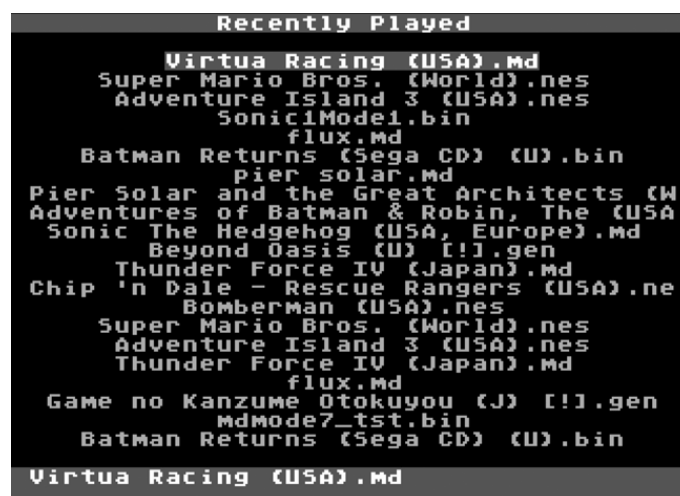 Recently Played
Virtua Racing (USA).md
Super Mario Bros. (World).nes
Adventure Island 3 (USA).nes
Sonic1Mode1.bin
flux.md
Batman Returns (Sega CD) (U).bin
pier solar.md
Pier Solar and the Great Architects (W
Adventures of Batman & Robin, The (USA
Sonic The Hedgehog (USA, Europe).md
Beyond Oasis (U) [!].gen
Thunder Force IV (Japan).md
Chip 'n Dale - Rescue Rangers (USA).ne
Bomberman (USA).nes
Super Mario Bros. (World).nes
Adventure Island 3 (USA).nes
Thunder Force IV (Japan).md
flux.md
Game no Kanzume Otokuyou (J) [!].gen
mdmode7_tst.bin
Batman Returns (Sega CD) (U).bin
Virtua Racing (USA).md